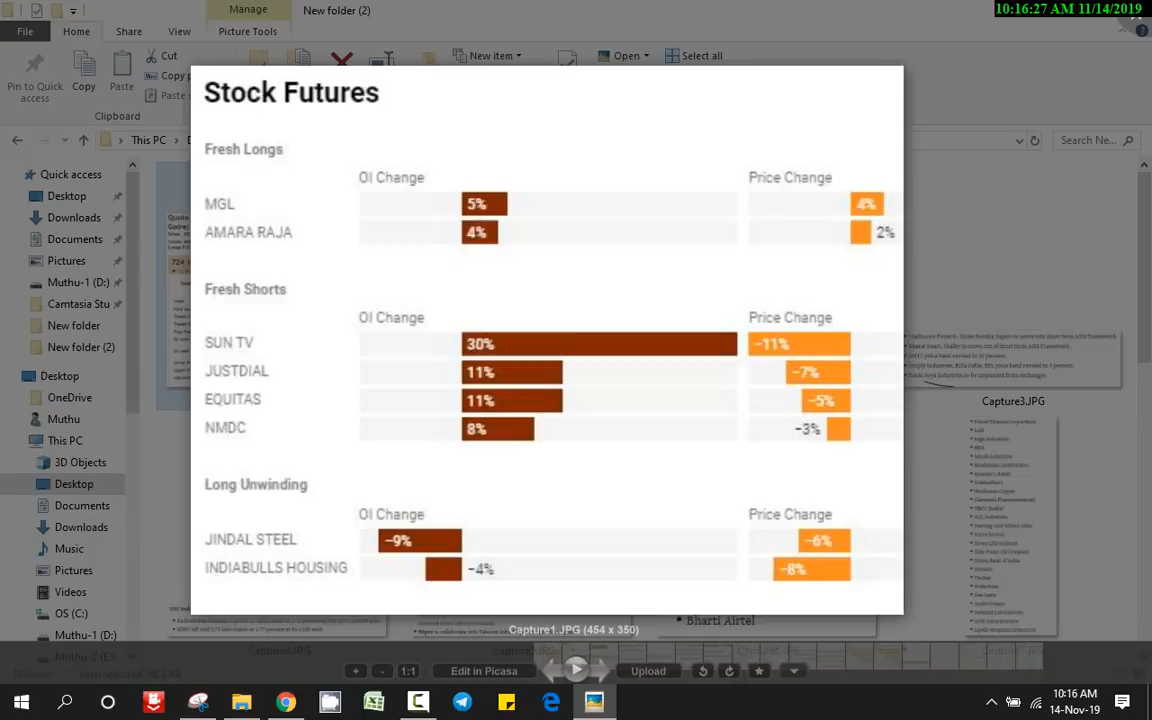 10:16:27 AM 11/14/2019
Manage
New folder (2)
File
Home
Share
View
Picture Tools
Pin to Quick access
Copy
Paste
Cut
Copy p
Paste s
New item
Open
Select all
Clipboard
This PC
Search Ne...
Quick access
Desktop
Downloads
Documents
Pictures
Muthu-1 (D:)
Camtasia Stu
New folder
New folder (2)
Desktop
OneDrive
Muthu
This PC
3D Objects
Desktop
Documents
Downloads
Music
Pictures
Videos
OS (C:)
Muthu-1 (D:)
Muthu-2 (E:)
Stock Futures
Fresh Longs
OI Change Price Change
MGL 5% 4%
AMARA RAJA 4% 2%
Fresh Shorts
OI Change Price Change
SUN TV 30% −11%
JUSTDIAL 11% −7%
EQUITAS 11% −5%
NMDC 8% −3%
Long Unwinding
OI Change Price Change
JINDAL STEEL −9% −6%
INDIABULLS HOUSING −4% −8%
Capture3.JPG
Bharti Airtel
Capture1.JPG (454 x 350)
+ - 1:1 Edit in Picasa Upload
10:16 AM
14-Nov-19